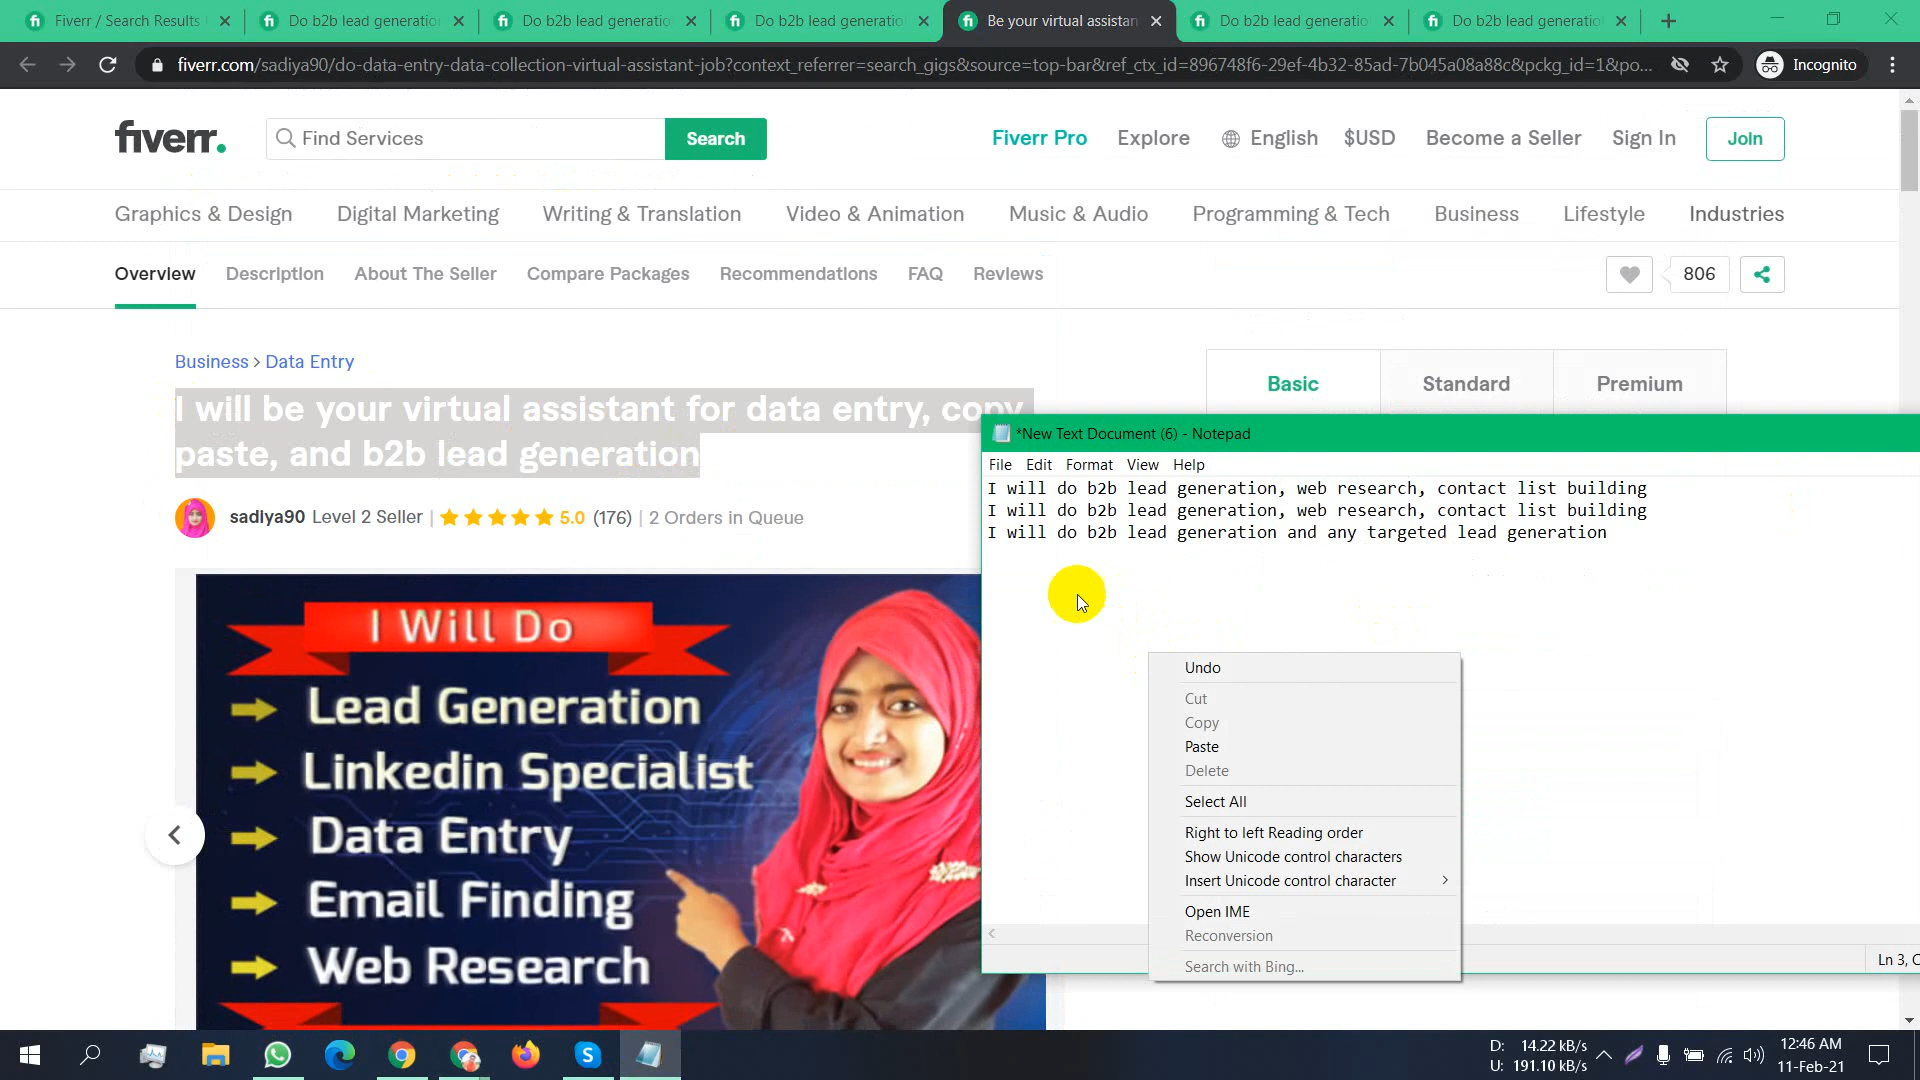 Fiverr / Search Results
Do b2b lead generatio
Do b2b lead generatio
Do b2b lead generatio
Be your virtual assistan
Do b2b lead generatio
Do b2b lead generatio
fiverr.com/sadiya90/do-data-entry-data-collection-virtual-assistant-job?context_referrer=search_gigs&source=top-bar&ref_ctx_id=896748f6-29ef-4b32-85ad-7b045a08a88c&pckg_id=1&po...
Incognito
fiverr.
Find Services
Search
Fiverr Pro
Explore
English
$USD
Become a Seller
Sign In
Join
Graphics & Design
Digital Marketing
Writing & Translation
Video & Animation
Music & Audio
Programming & Tech
Business
Lifestyle
Industries
Overview
Description
About The Seller
Compare Packages
Recommendations
FAQ
Reviews
806
Business > Data Entry
I will be your virtual assistant for data entry, copy
paste, and b2b lead generation
sadiya90 Level 2 Seller | 5.0 (176) | 2 Orders in Queue
Basic
Standard
Premium
I Will Do
Lead Generation
Linkedin Specialist
Data Entry
Email Finding
Web Research
*New Text Document (6) - Notepad
File Edit Format View Help
I will do b2b lead generation, web research, contact list building
I will do b2b lead generation, web research, contact list building
I will do b2b lead generation and any targeted lead generation
Undo
Cut
Copy
Paste
Delete
Select All
Right to left Reading order
Show Unicode control characters
Insert Unicode control character
Open IME
Reconversion
Search with Bing...
Ln 3, C
D: 14.22 kB/s
U: 191.10 kB/s
12:46 AM
11-Feb-21